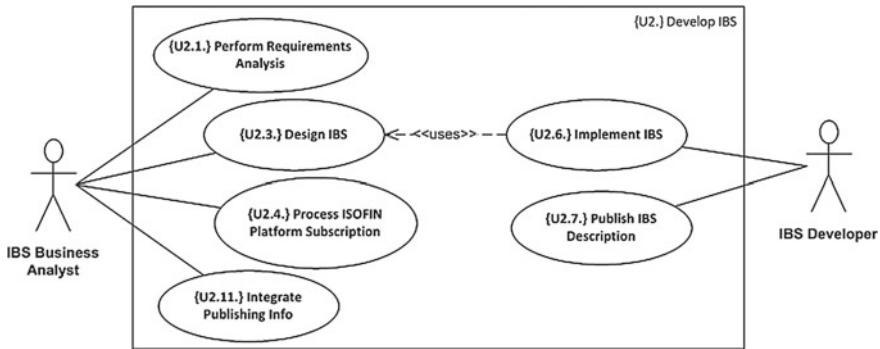 {U2.} Develop IBS
{U2.1.} Perform Requirements
Analysis
{U2.3.} Design IBS
<<uses>>
{U2.6.} Implement IBS
{U2.4.} Process ISOFIN
Platform Subscription
{U2.7.} Publish IBS
Description
IBS Business
Analyst
IBS Developer
{U2.11.} Integrate
Publishing Info